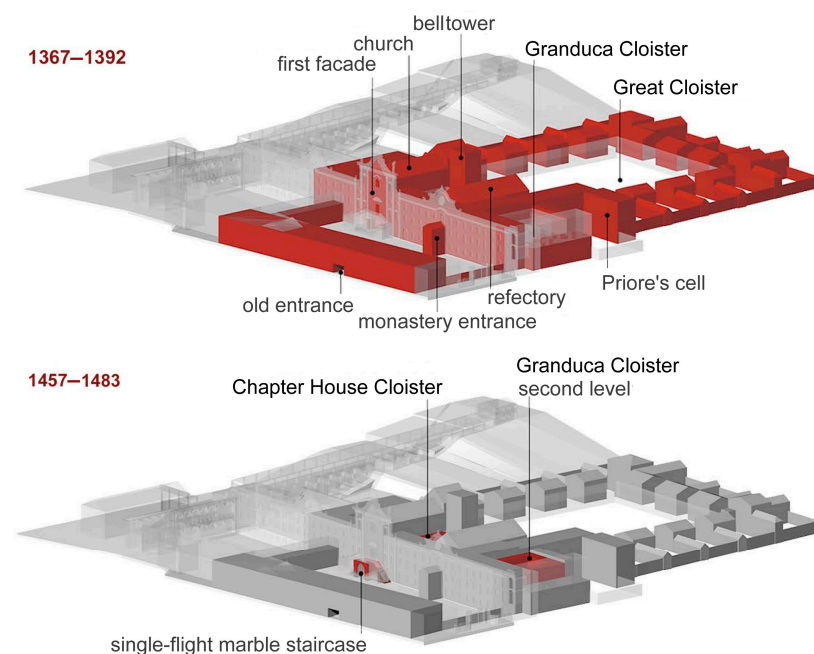 1367–1392
belltower
church
first facade
Granduca Cloister
Great Cloister
old entrance
monastery entrance
refectory
Priore's cell
1457–1483
Chapter House Cloister
Granduca Cloister
second level
single-flight marble staircase